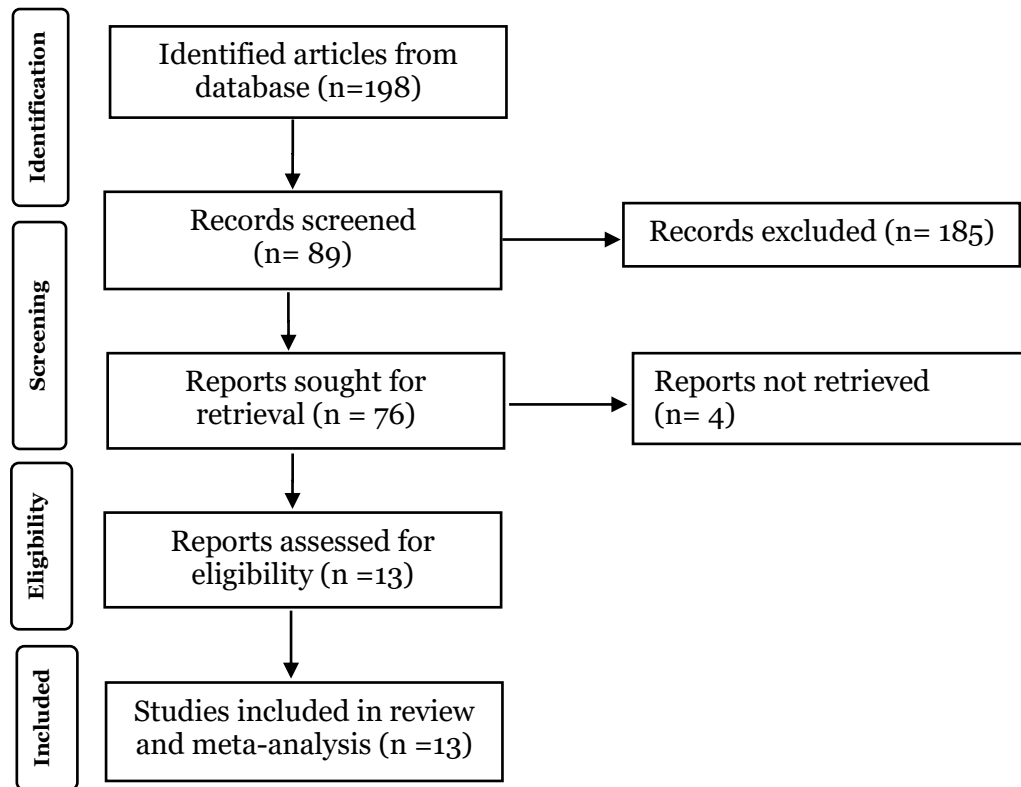 Identification
Identified articles from
database (n=198)
Screening
Records screened
(n= 89)
Records excluded (n= 185)
Reports sought for
retrieval (n = 76)
Reports not retrieved
(n= 4)
Eligibility
Reports assessed for
eligibility (n =13)
Included
Studies included in review
and meta-analysis (n =13)